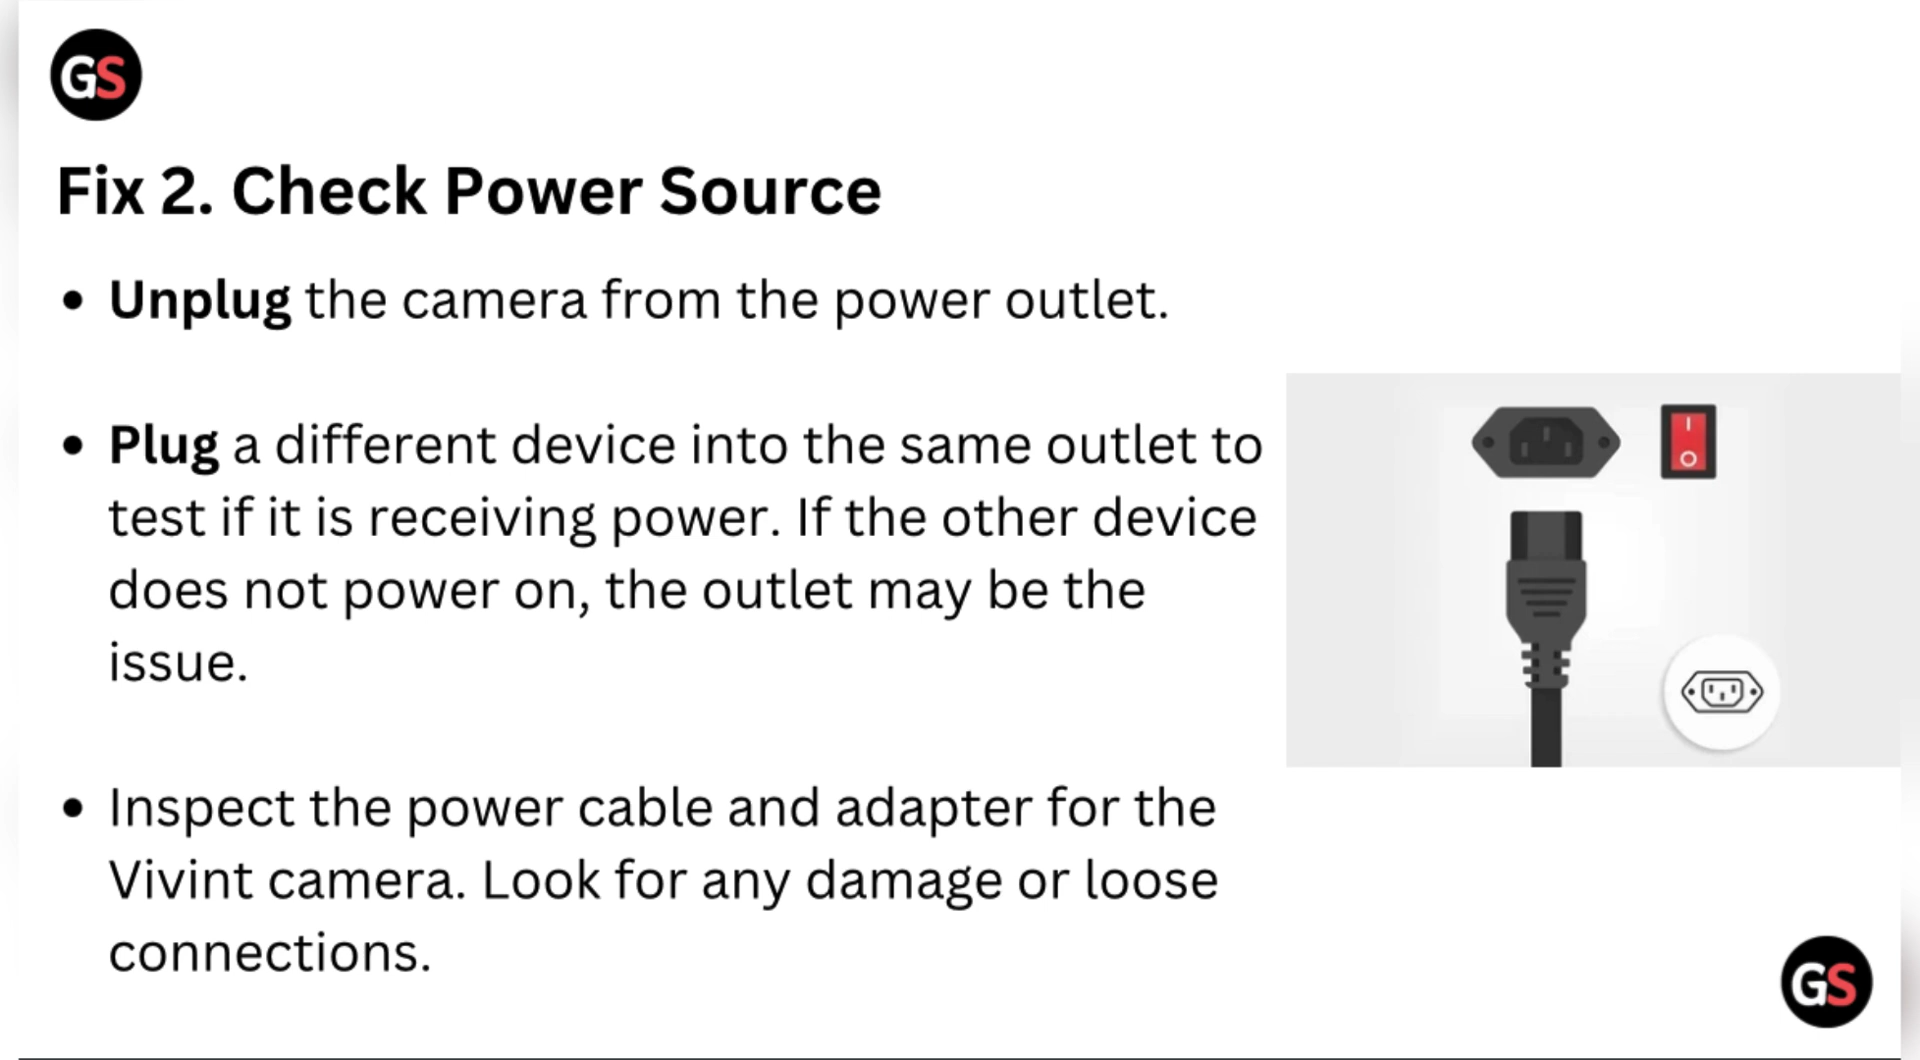 GS
Fix 2. Check Power Source
• Unplug the camera from the power outlet.
• Plug a different device into the same outlet to
test if it is receiving power. If the other device
does not power on, the outlet may be the
issue.
• Inspect the power cable and adapter for the
Vivint camera. Look for any damage or loose
connections.
GS